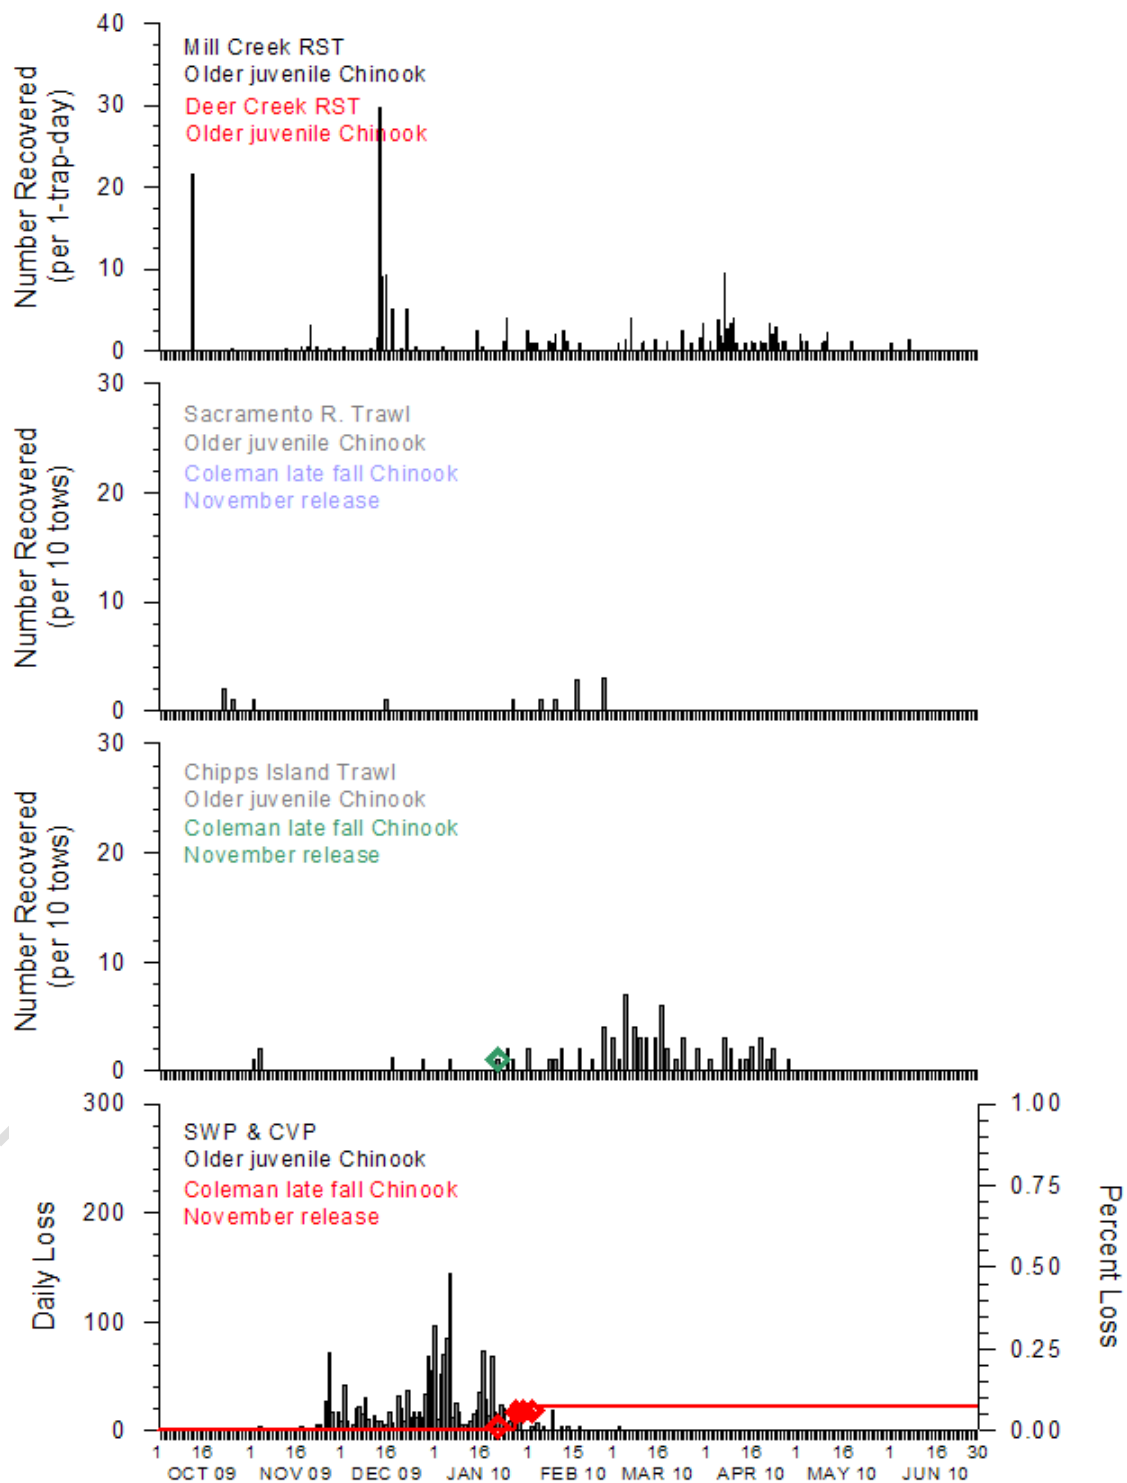 40
30
20
10
0
Number Recovered
(per 1-trap-day)
Mill Creek RST
Older juvenile Chinook
Deer Creek RST
Older juvenile Chinook
30
20
10
0
Number Recovered
(per 10 tows)
Sacramento R. Trawl
Older juvenile Chinook
Coleman late fall Chinook
November release
30
20
10
0
Number Recovered
(per 10 tows)
Chipps Island Trawl
Older juvenile Chinook
Coleman late fall Chinook
November release
300
200
100
0
Daily Loss
SWP & CVP
Older juvenile Chinook
Coleman late fall Chinook
November release
1.00
0.75
0.50
0.25
0.00
Percent Loss
1 16 1 16 1 16 1 16 1 15 1 16 1 16 1 16 1 16 30
OCT 09 NOV 09 DEC 09 JAN 10 FEB 10 MAR 10 APR 10 MAY 10 JUN 10